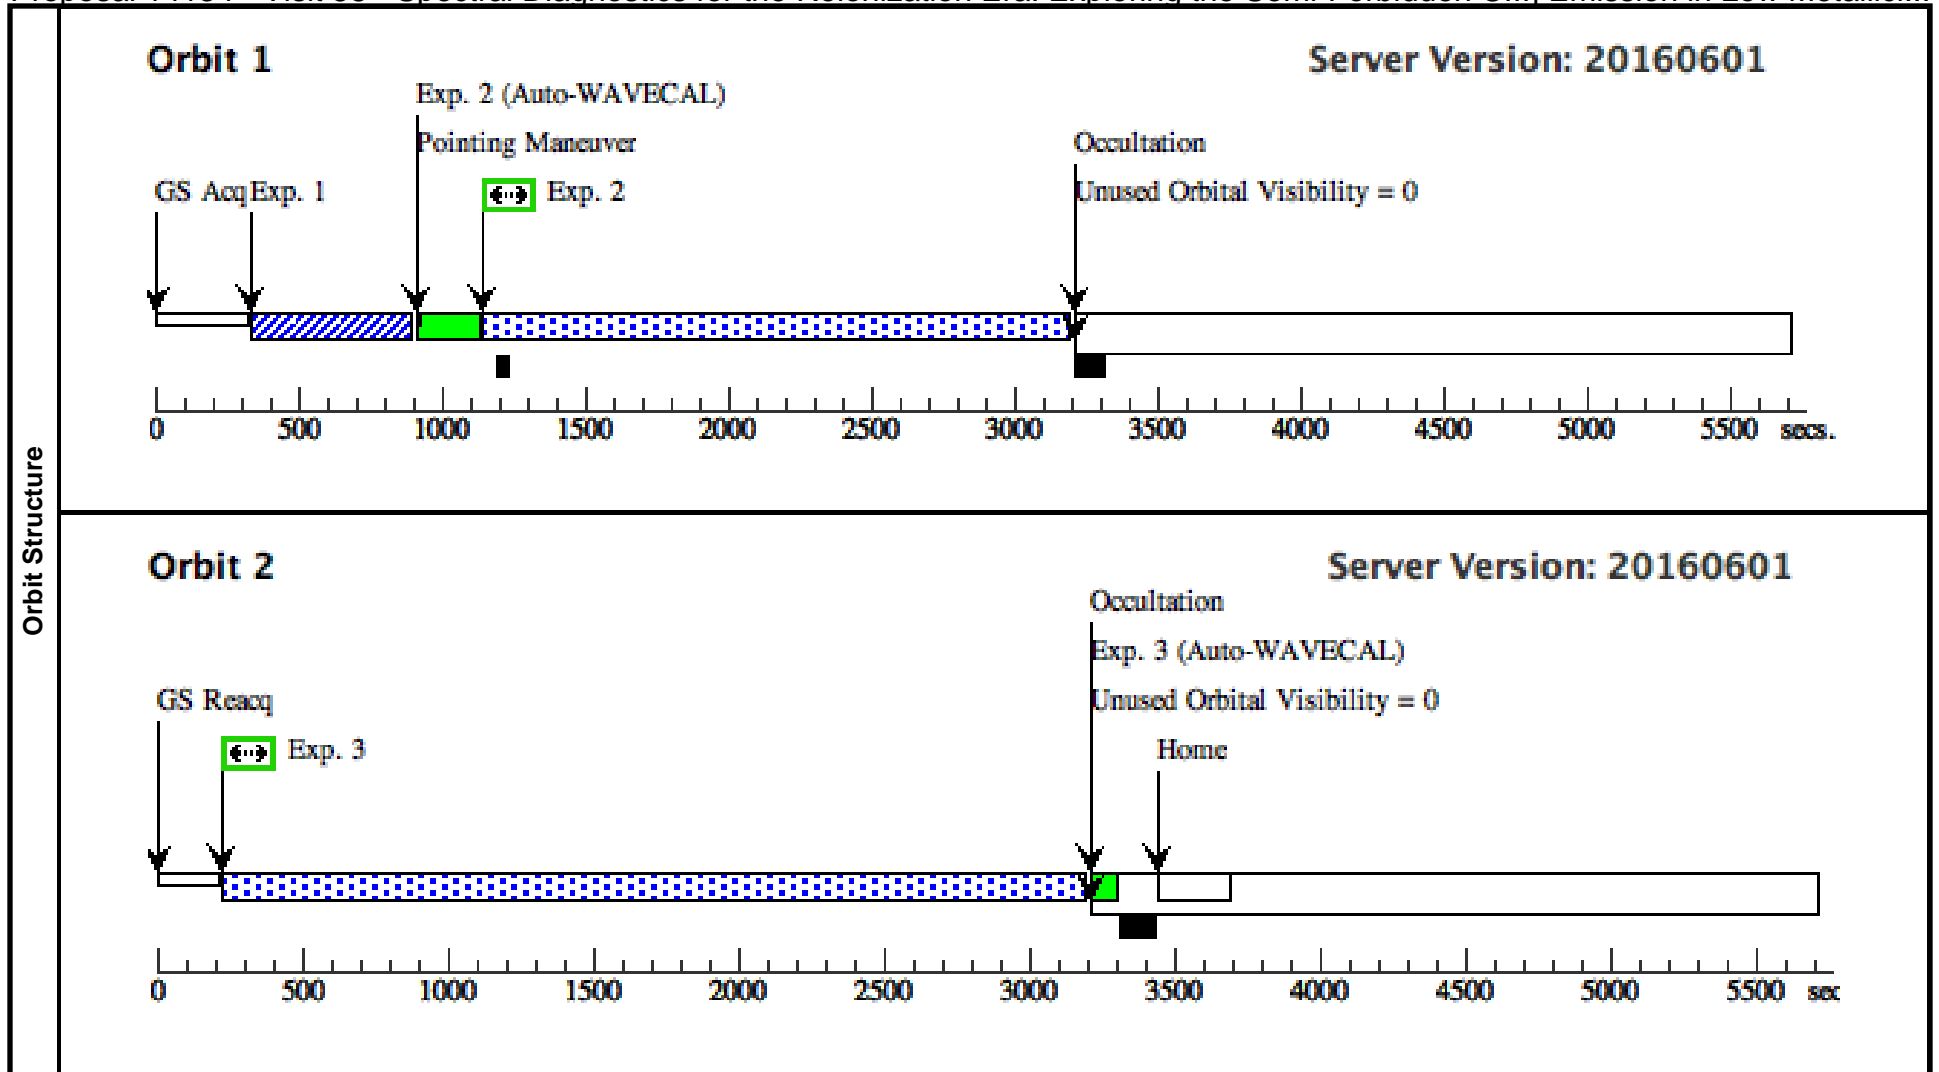 Orbit Structure
Orbit 1
Server Version: 20160601
Exp. 2 (Auto-WAVECAL)
Pointing Maneuver
Occultation
GS Acq Exp. 1
Exp. 2
Unused Orbital Visibility = 0
0 500 1000 1500 2000 2500 3000 3500 4000 4500 5000 5500 secs.
Orbit 2
Server Version: 20160601
Occultation
Exp. 3 (Auto-WAVECAL)
GS Reacq
Unused Orbital Visibility = 0
Exp. 3
Home
0 500 1000 1500 2000 2500 3000 3500 4000 4500 5000 5500 sec